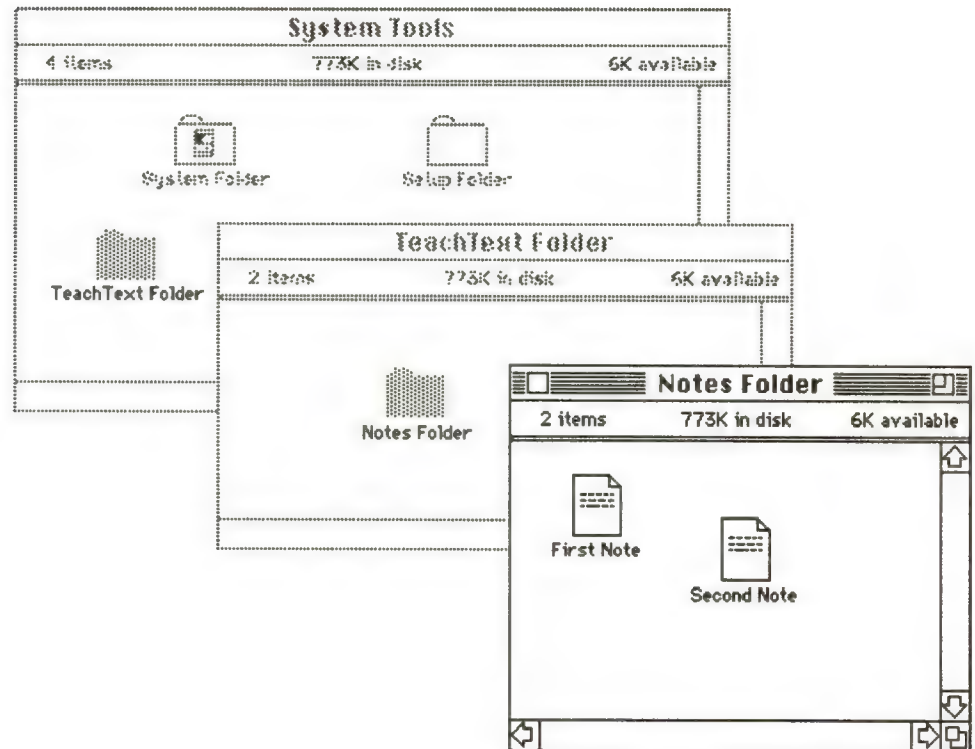 System Tools
4 items 773K in disk 6K available
System Folder Setup Folder
TeachText Folder
TeachText Folder
2 items 773K in disk 6K available
Notes Folder
Notes Folder
2 items 773K in disk 6K available
First Note
Second Note